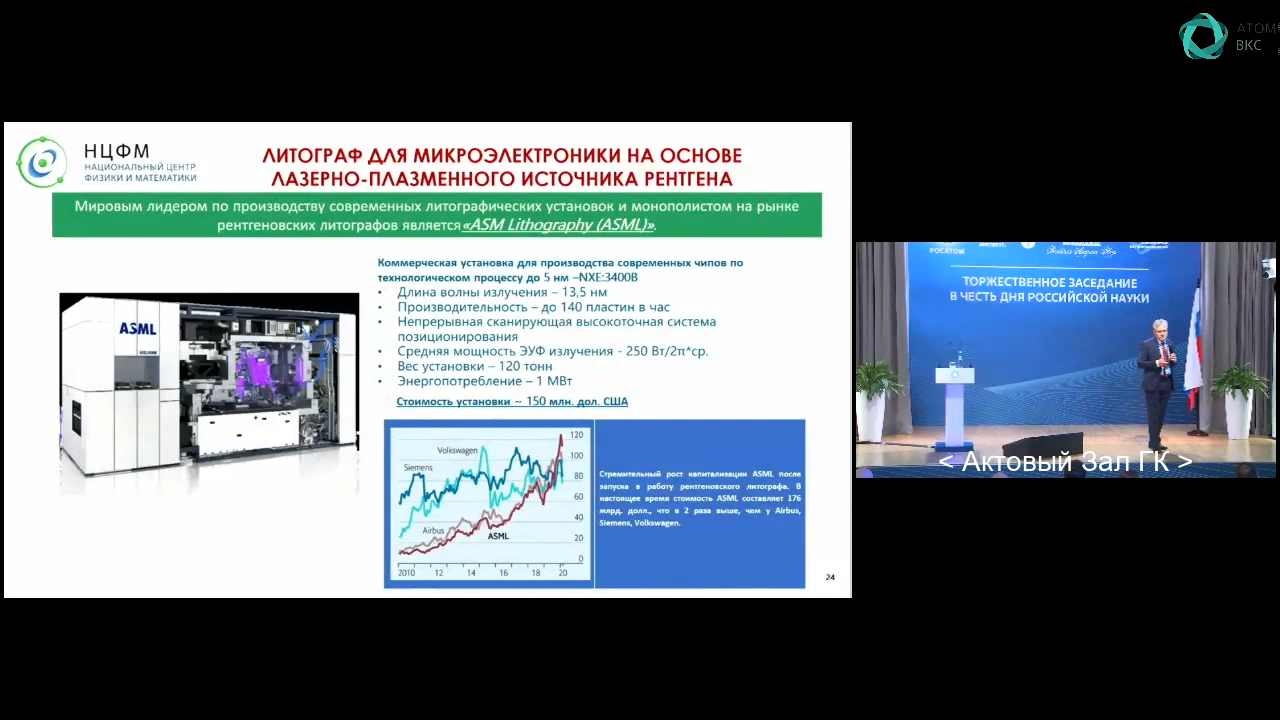 АТОМ
ВКС
НЦФМ
НАЦИОНАЛЬНЫЙ ЦЕНТР
ФИЗИКИ И МАТЕМАТИКИ
ЛИТОГРАФ ДЛЯ МИКРОЭЛЕКТРОНИКИ НА ОСНОВЕ
ЛАЗЕРНО-ПЛАЗМЕННОГО ИСТОЧНИКА РЕНТГЕНА
Мировым лидером по производству современных литографических установок и монополистом на рынке
рентгеновских литографов является «ASM Lithography (ASML)».
Коммерческая установка для производства современных чипов по
технологическом процессу до 5 нм –NXE:3400B
• Длина волны излучения – 13,5 нм
• Производительность – до 140 пластин в час
• Непрерывная сканирующая высокоточная система
позиционирования
• Средняя мощность ЭУФ излучения - 250 Вт/2π*ср.
• Вес установки – 120 тонн
• Энергопотребление – 1 МВт
Стоимость установки ~ 150 млн. дол. США
ASML
120
100
80
60
40
20
0
Volkswagen
Siemens
Airbus
ASML
2010 12 14 16 18 20
Стремительный рост капитализации ASML после
запуска в работу рентгеновского литографа. В
настоящее время стоимость ASML составляет 176
млрд. долл., что в 2 раза выше, чем у Airbus,
Siemens, Volkswagen.
24
РОСАТОМ
ИНСТИТУТ.
ТОРЖЕСТВЕННОЕ ЗАСЕДАНИЕ
В ЧЕСТЬ ДНЯ РОССИЙСКОЙ НАУКИ
< Актовый Зал ГК >